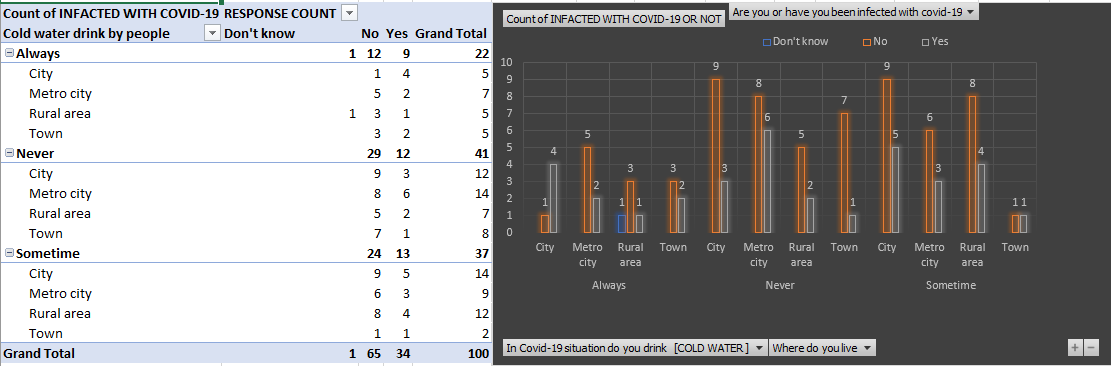 Count of INFACTED WITH COVID-19 RESPONSE COUNT
Cold water drink by people Don't know No Yes Grand Total
Always 1 12 9 22
City 1 4 5
Metro city 5 2 7
Rural area 1 3 1 5
Town 3 2 5
Never 29 12 41
City 9 3 12
Metro city 8 6 14
Rural area 5 2 7
Town 7 1 8
Sometime 24 13 37
City 9 5 14
Metro city 6 3 9
Rural area 8 4 12
Town 1 1 2
Grand Total 1 65 34 100
Count of INFACTED WITH COVID-19 OR NOT
Are you or have you been infected with covid-19
Don't know No Yes
10
9
8
7
6
5
4
3
2
1
0
1 4 5 2 1 3 1 3 2 9 3 8 6 5 2 7 1 9 5 6 3 8 4 1 1
City Metro city Rural area Town City Metro city Rural area Town City Metro city Rural area Town
Always Never Sometime
In Covid-19 situation do you drink [COLD WATER ] Where do you live
+ -